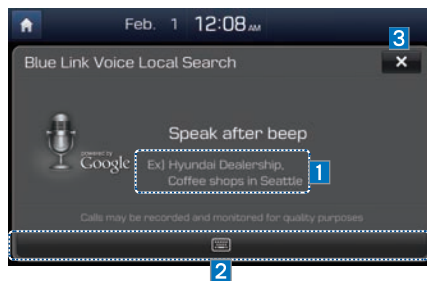 Feb. 1 12:08 AM
3
Blue Link Voice Local Search
Speak after beep
powered by
Google
Ex) Hyundai Dealership,
Coffee shops in Seattle
1
Calls may be recorded and monitored for quality purposes
2